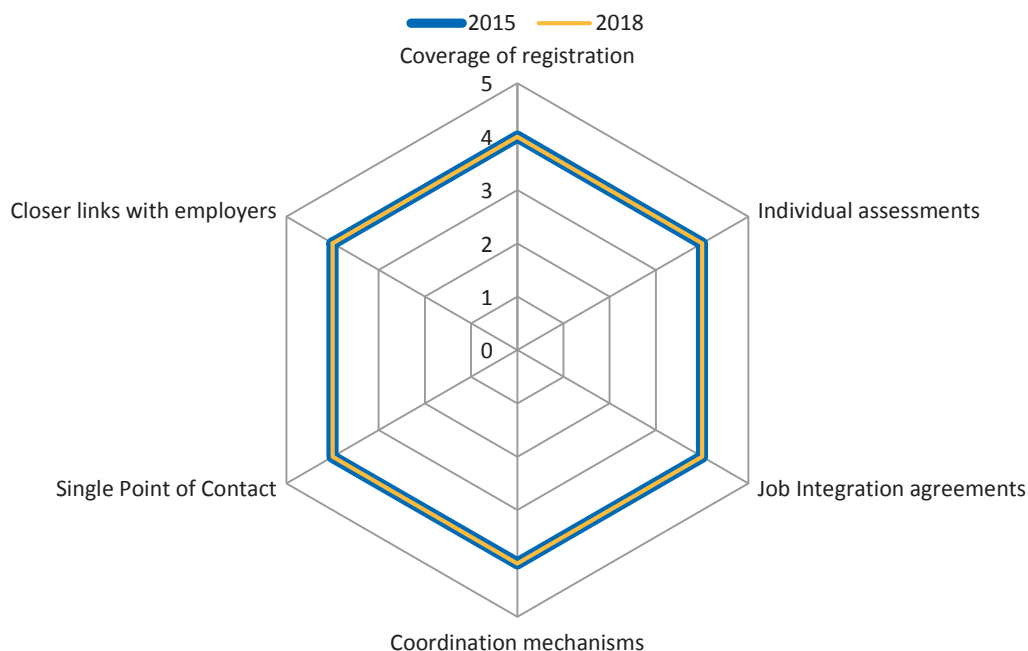 2015 2018
Coverage of registration
5
4
3
Closer links with employers
Individual assessments
2
1
0
Single Point of Contact
Job Integration agreements
Coordination mechanisms